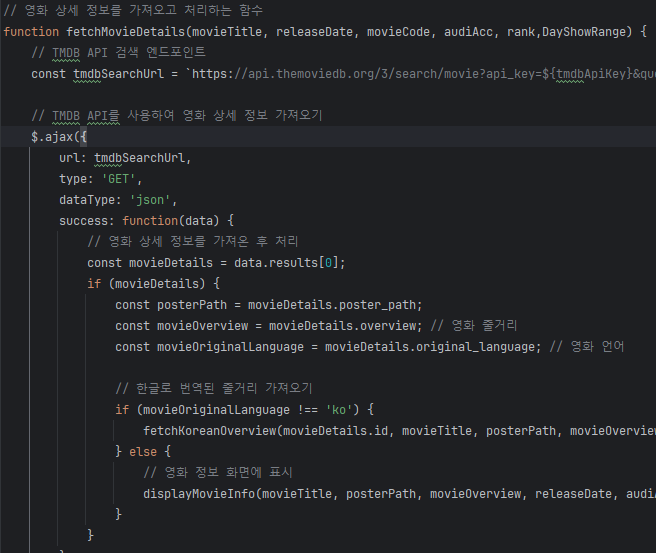 // 영화 상세 정보를 가져오고 처리하는 함수
function fetchMovieDetails(movieTitle, releaseDate, movieCode, audiAcc, rank,DayShowRange) {
// TMDB API 검색 엔드포인트
const tmdbSearchUrl = `https://api.themoviedb.org/3/search/movie?api_key=${tmdbApiKey}&que
// TMDB API를 사용하여 영화 상세 정보 가져오기
$.ajax({
url: tmdbSearchUrl,
type: 'GET',
dataType: 'json',
success: function(data) {
// 영화 상세 정보를 가져온 후 처리
const movieDetails = data.results[0];
if (movieDetails) {
const posterPath = movieDetails.poster_path;
const movieOverview = movieDetails.overview; // 영화 줄거리
const movieOriginalLanguage = movieDetails.original_language; // 영화 언어
// 한글로 번역된 줄거리 가져오기
if (movieOriginalLanguage !== 'ko') {
fetchKoreanOverview(movieDetails.id, movieTitle, posterPath, movieOverview
} else {
// 영화 정보 화면에 표시
displayMovieInfo(movieTitle, posterPath, movieOverview, releaseDate, audiA
}
}